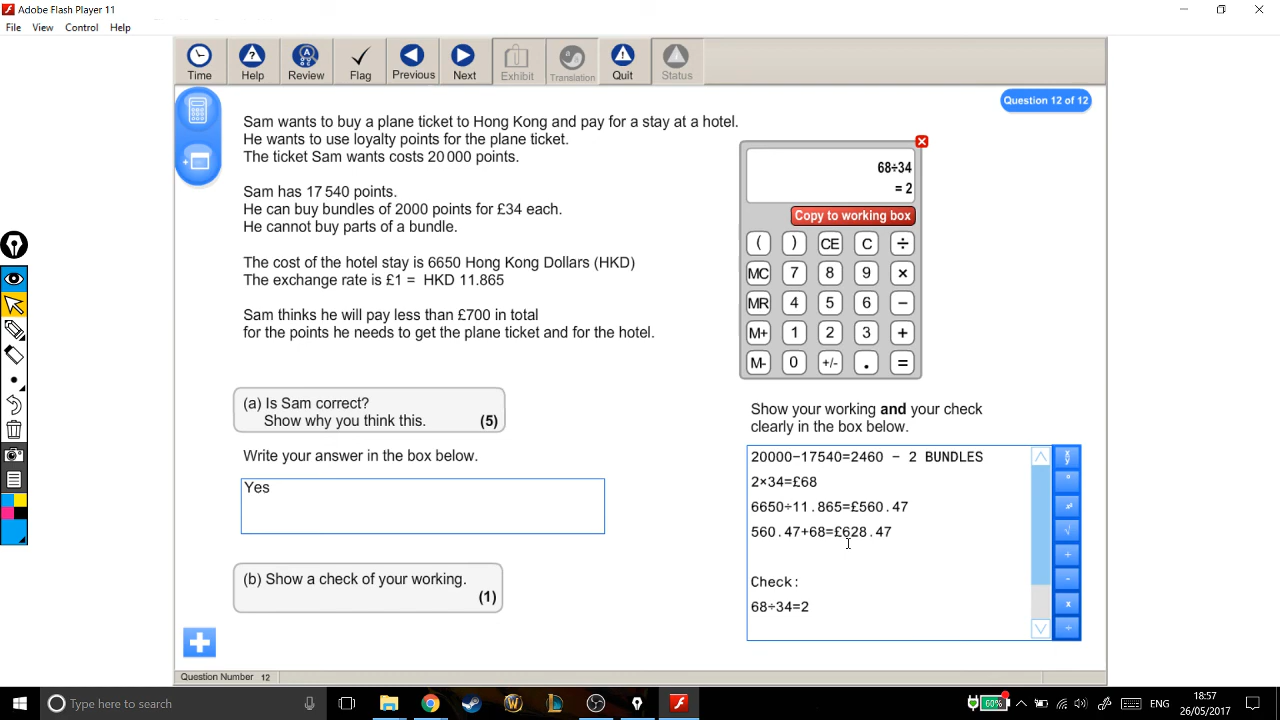 Adobe Flash Player 11
File View Control Help
Time Help Review Flag Previous Next Exhibit Translation Quit Status
Question 12 of 12
Sam wants to buy a plane ticket to Hong Kong and pay for a stay at a hotel.
He wants to use loyalty points for the plane ticket.
The ticket Sam wants costs 20 000 points.
Sam has 17 540 points.
He can buy bundles of 2000 points for £34 each.
He cannot buy parts of a bundle.
The cost of the hotel stay is 6650 Hong Kong Dollars (HKD)
The exchange rate is £1 = HKD 11.865
Sam thinks he will pay less than £700 in total
for the points he needs to get the plane ticket and for the hotel.
(a) Is Sam correct?
Show why you think this. (5)
Write your answer in the box below.
Yes
(b) Show a check of your working.
(1)
68÷34
= 2
Copy to working box
( ) CE C ÷
MC 7 8 9 ×
MR 4 5 6 −
M+ 1 2 3 +
M- 0 +/- . =
Show your working and your check
clearly in the box below.
20000−17540=2460 − 2 BUNDLES
2×34=£68
6650÷11.865=£560.47
560.47+68=£628.47
Check:
68÷34=2
Question Number 12
Type here to search
60%
18:57
26/05/2017